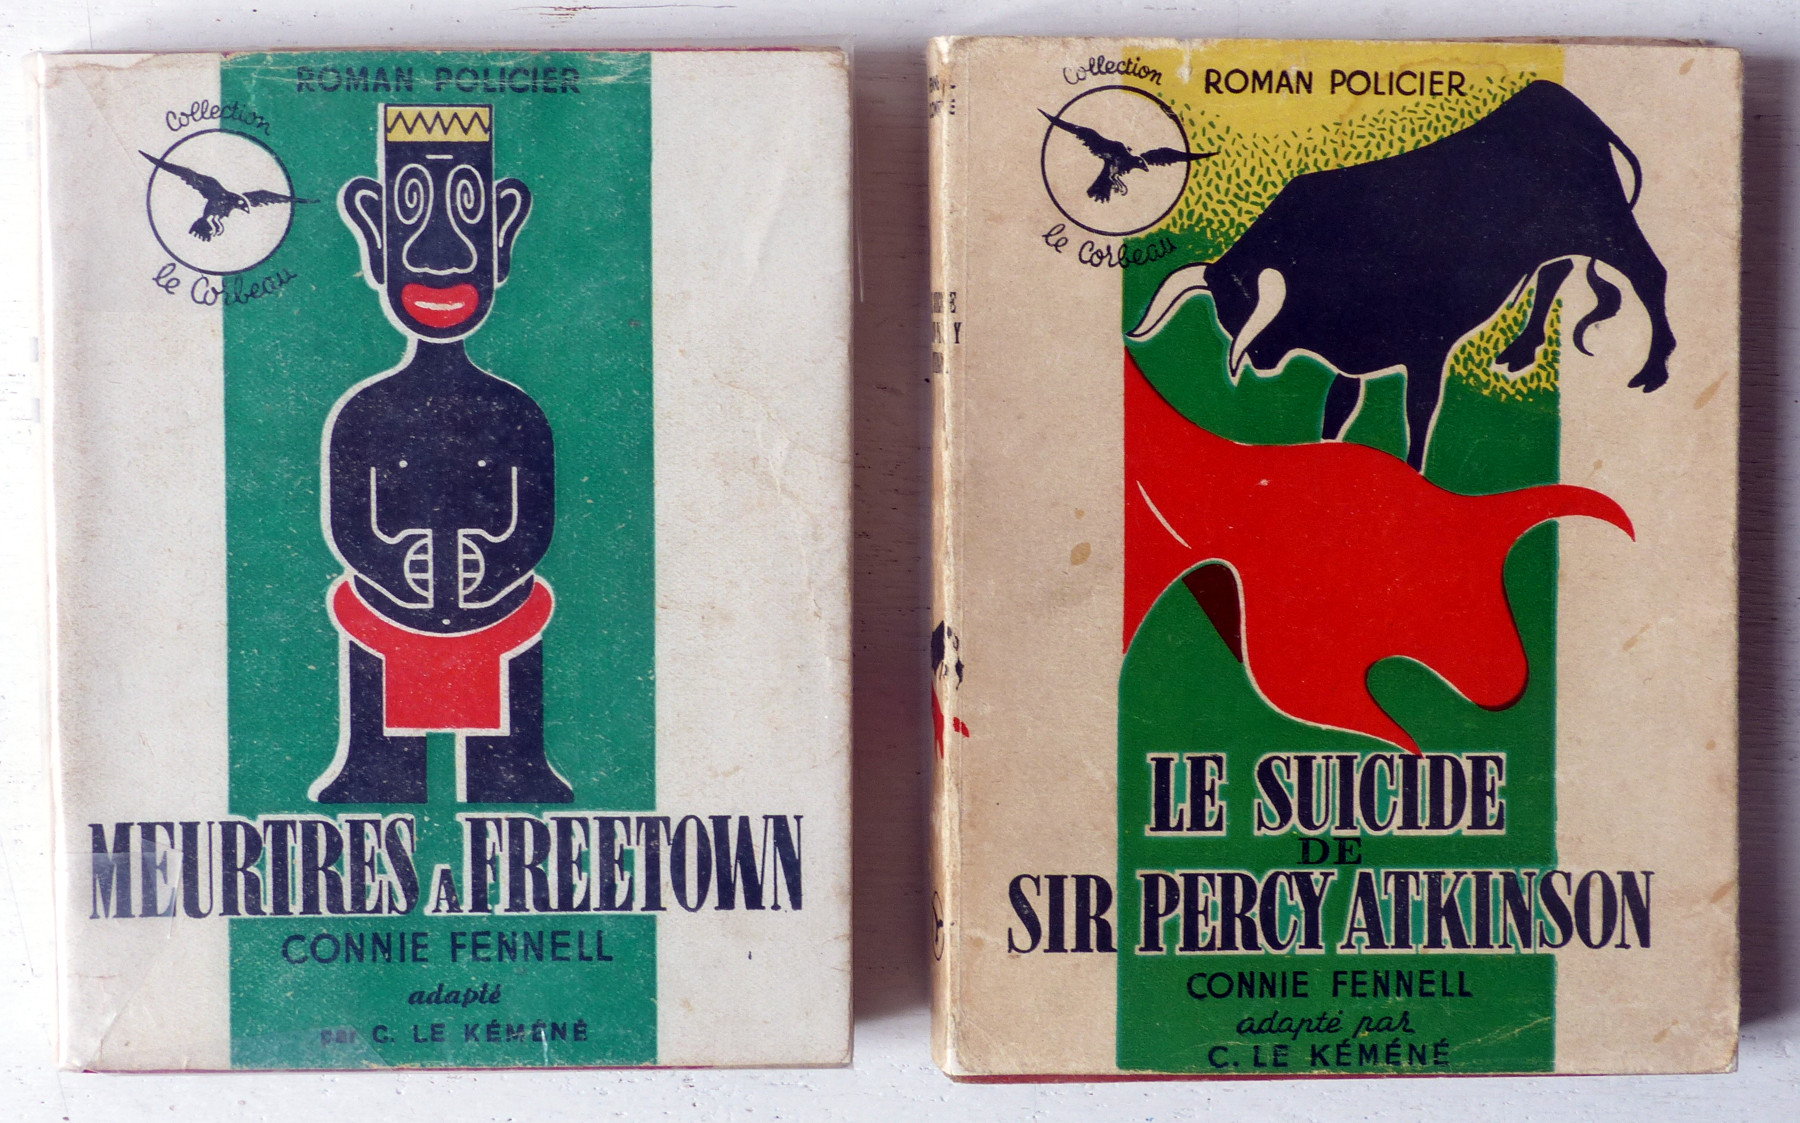 ROMAN POLICIER
Collection
le Corbeau
MEURTRES A FREETOWN
CONNIE FENNELL
adapté
par C. LE KÉMÉNÉ
Collection
ROMAN POLICIER
le Corbeau
LE SUICIDE
DE
SIR PERCY ATKINSON
CONNIE FENNELL
adapté par
C. LE KÉMÉNÉ